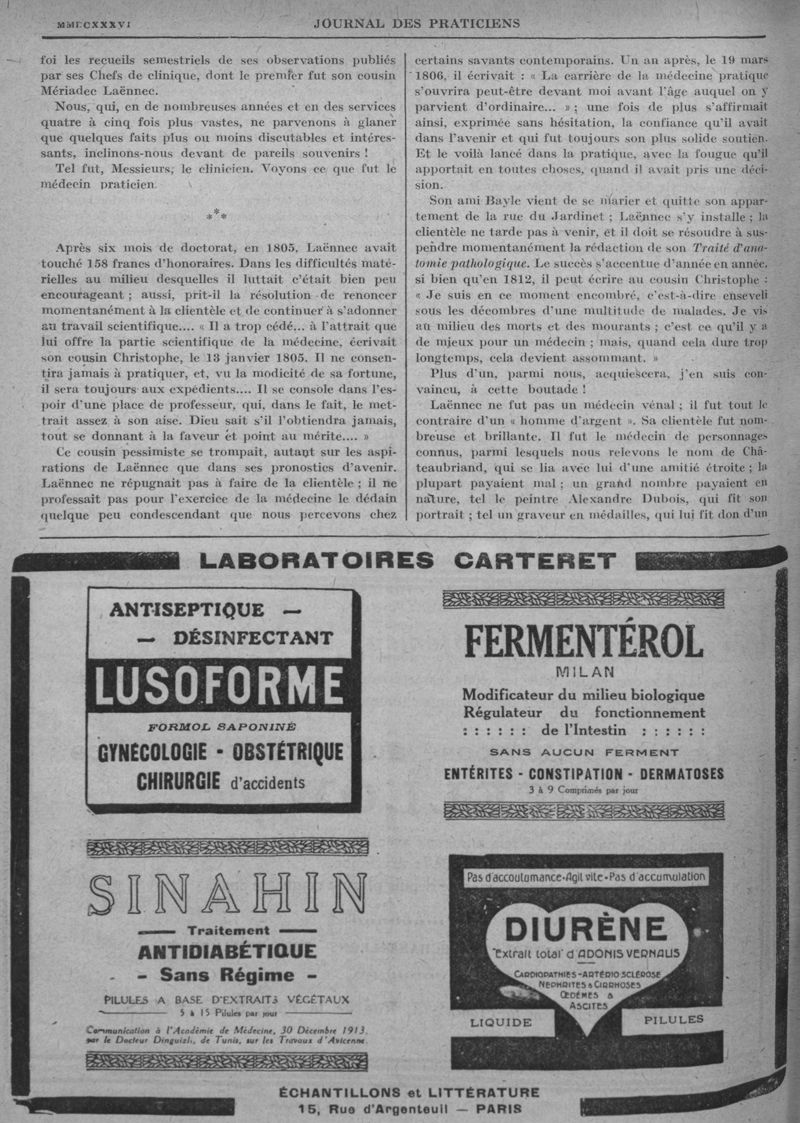 MMDCXXXVI
JOURNAL DES PRATICIENS
foi les recueils semestriels de ses observations publiés
par ses Chefs de clinique, dont le premier fut son cousin
Mériadec Laënnec.
Nous, qui, en de nombreuses années et en des services
quatre à cinq fois plus vastes, ne parvenons à glaner
que quelques faits plus ou moins discutables et intéres-
sants, inclinons-nous devant de pareils souvenirs !
Tel fut, Messieurs, le clinicien. Voyons ce que fut le
médecin praticien.
***
Après six mois de doctorat, en 1805, Laënnec avait
touché 158 francs d'honoraires. Dans les difficultés maté-
rielles au milieu desquelles il luttait c'était bien peu
encourageant ; aussi, prit-il la résolution de renoncer
momentanément à la clientèle et de continuer à s'adonner
au travail scientifique.... « Il a trop cédé... à l'attrait que
lui offre la partie scientifique de la médecine, écrivait
son cousin Christophe, le 13 janvier 1805. Il ne consen-
tira jamais à pratiquer, et, vu la modicité de sa fortune,
il sera toujours aux expédients.... Il se console dans l'es-
poir d'une place de professeur, qui, dans le fait, le met-
trait assez à son aise. Dieu sait s'il l'obtiendra jamais,
tout se donnant à la faveur et point au mérite.... »
Ce cousin pessimiste se trompait, autant sur les aspi-
rations de Laënnec que dans ses pronostics d'avenir.
Laënnec ne répugnait pas à faire de la clientèle ; il ne
professait pas pour l'exercice de la médecine le dédain
quelque peu condescendant que nous percevons chez
certains savants contemporains. Un an après, le 19 mars
1806, il écrivait : « La carrière de la médecine pratique
s'ouvrira peut-être devant moi avant l'âge auquel on y
parvient d'ordinaire... » ; une fois de plus s'affirmait
ainsi, exprimée sans hésitation, la confiance qu'il avait
dans l'avenir et qui fut toujours son plus solide soutien.
Et le voilà lancé dans la pratique, avec la fougue qu'il
apportait en toutes choses, quand il avait pris une déci-
sion.
Son ami Bayle vient de se marier et quitte son appar-
tement de la rue du Jardinet ; Laënnec s'y installe ; la
clientèle ne tarde pas à venir, et il doit se résoudre à sus-
pendre momentanément la rédaction de son Traité d'ana-
tomie pathologique. Le succès s'accentue d'année en année,
si bien qu'en 1812, il peut écrire au cousin Christophe :
« Je suis en ce moment encombré, c'est-à-dire enseveli
sous les décombres d'une multitude de malades. Je vis
au milieu des morts et des mourants ; c'est ce qu'il y a
de mieux pour un médecin ; mais, quand cela dure trop
longtemps, cela devient assommant. »
Plus d'un, parmi nous, acquiescera, j'en suis con-
vaincu, à cette boutade !
Laënnec ne fut pas un médecin vénal ; il fut tout le
contraire d'un « homme d'argent ». Sa clientèle fut nom-
breuse et brillante. Il fut le médecin de personnages
connus, parmi lesquels nous relevons le nom de Châ-
teaubriand, qui se lia avec lui d'une amitié étroite ; la
plupart payaient mal ; un grand nombre payaient en
nature, tel le peintre Alexandre Dubois, qui fit son
portrait ; tel un graveur en médailles, qui lui fit don d'un
LABORATOIRES CARTERET
ANTISEPTIQUE —
— DÉSINFECTANT
LUSOFORME
FORMOL SAPONINÉ
GYNÉCOLOGIE - OBSTÉTRIQUE
CHIRURGIE d'accidents
FERMENTÉROL
MILAN
Modificateur du milieu biologique
Régulateur du fonctionnement
: : : : : : de l'Intestin : : : : : :
SANS AUCUN FERMENT
ENTÉRITES - CONSTIPATION - DERMATOSES
3 à 9 Comprimés par jour
SINAHIN
Traitement
ANTIDIABÉTIQUE
- Sans Régime -
PILULES A BASE D'EXTRAITS VÉGÉTAUX
5 à 15 Pilules par jour
Communication à l'Académie de Médecine, 30 Décembre 1913.
par le Docteur Dinguizli, de Tunis, sur les Travaux d'Avicenne.
Pas d'accoutumance-Agit vite-Pas d'accumulation
DIURÈNE
"Extrait total" d'ADONIS VERNALIS
CARDIOPATHIES-ARTÉRIO SCLÉROSE
NÉPHRITES & CIRRHOSES
ŒDÈMES &
ASCITES
LIQUIDE
PILULES
ÉCHANTILLONS et LITTÉRATURE
15, Rue d'Argenteuil — PARIS